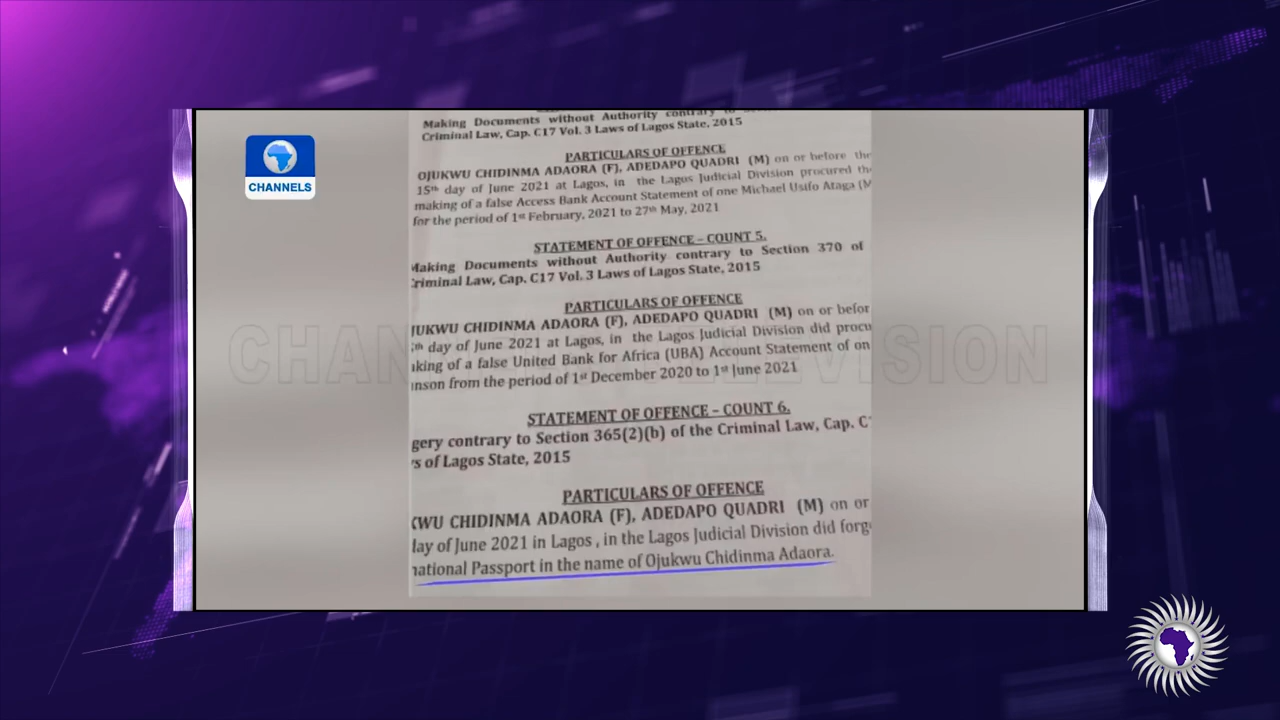 CHANNELS
Making Documents without Authority contrary to
Criminal Law, Cap. C17 Vol. 3 Laws of Lagos State, 2015
PARTICULARS OF OFFENCE
OJUKWU CHIDINMA ADAORA (F), ADEDAPO QUADRI (M) on or before the
15th day of June 2021 at Lagos, in the Lagos Judicial Division procured the
making of a false Access Bank Account Statement of one Michael Usifo Ataga (M
for the period of 1st February, 2021 to 27th May, 2021
STATEMENT OF OFFENCE – COUNT 5.
Making Documents without Authority contrary to Section 370 of
Criminal Law, Cap. C17 Vol. 3 Laws of Lagos State, 2015
PARTICULARS OF OFFENCE
JUKWU CHIDINMA ADAORA (F), ADEDAPO QUADRI (M) on or befor
th day of June 2021 at Lagos, in the Lagos Judicial Division did procu
aking of a false United Bank for Africa (UBA) Account Statement of on
nson from the period of 1st December 2020 to 1st June 2021
STATEMENT OF OFFENCE – COUNT 6.
gery contrary to Section 365(2)(b) of the Criminal Law, Cap. C
s of Lagos State, 2015
PARTICULARS OF OFFENCE
KWU CHIDINMA ADAORA (F), ADEDAPO QUADRI (M) on or
day of June 2021 in Lagos , in the Lagos Judicial Division did forg
national Passport in the name of Ojukwu Chidinma Adaora.